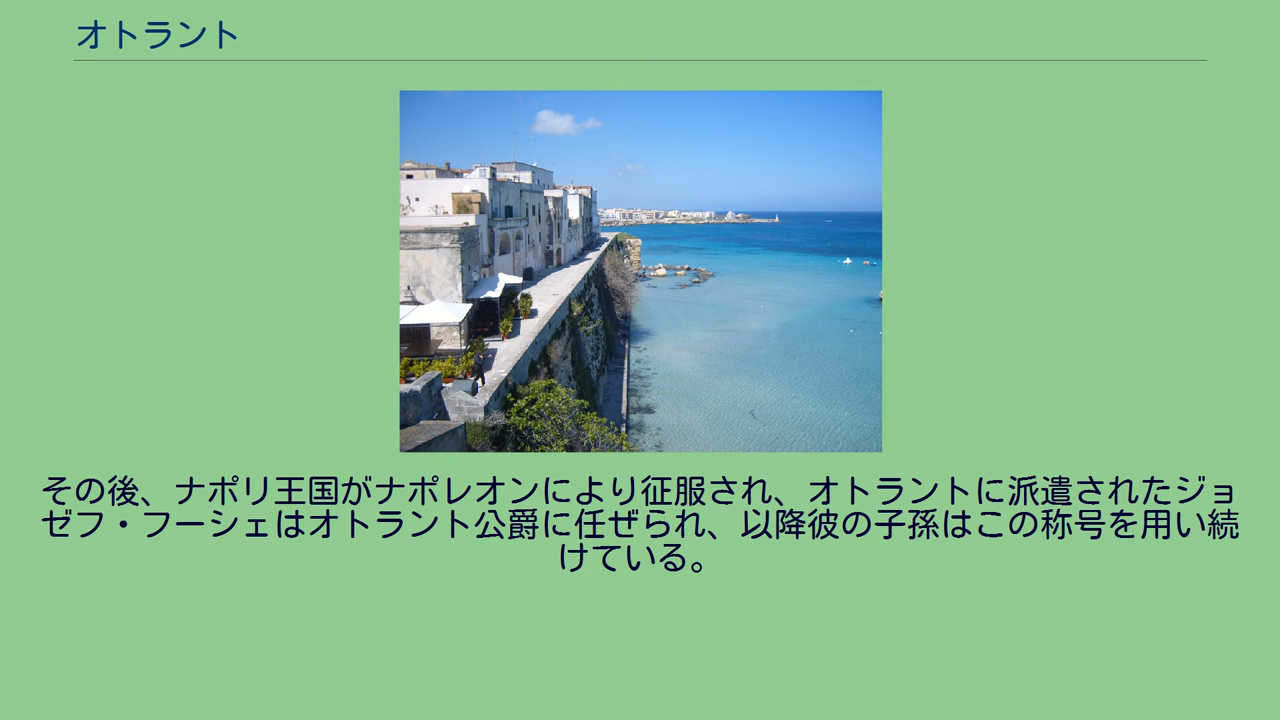 オトラント
その後、ナポリ王国がナポレオンにより征服され、オトラントに派遣されたジョ
ゼフ・フーシェはオトラント公爵に任ぜられ、以降彼の子孫はこの称号を用い続
けている。